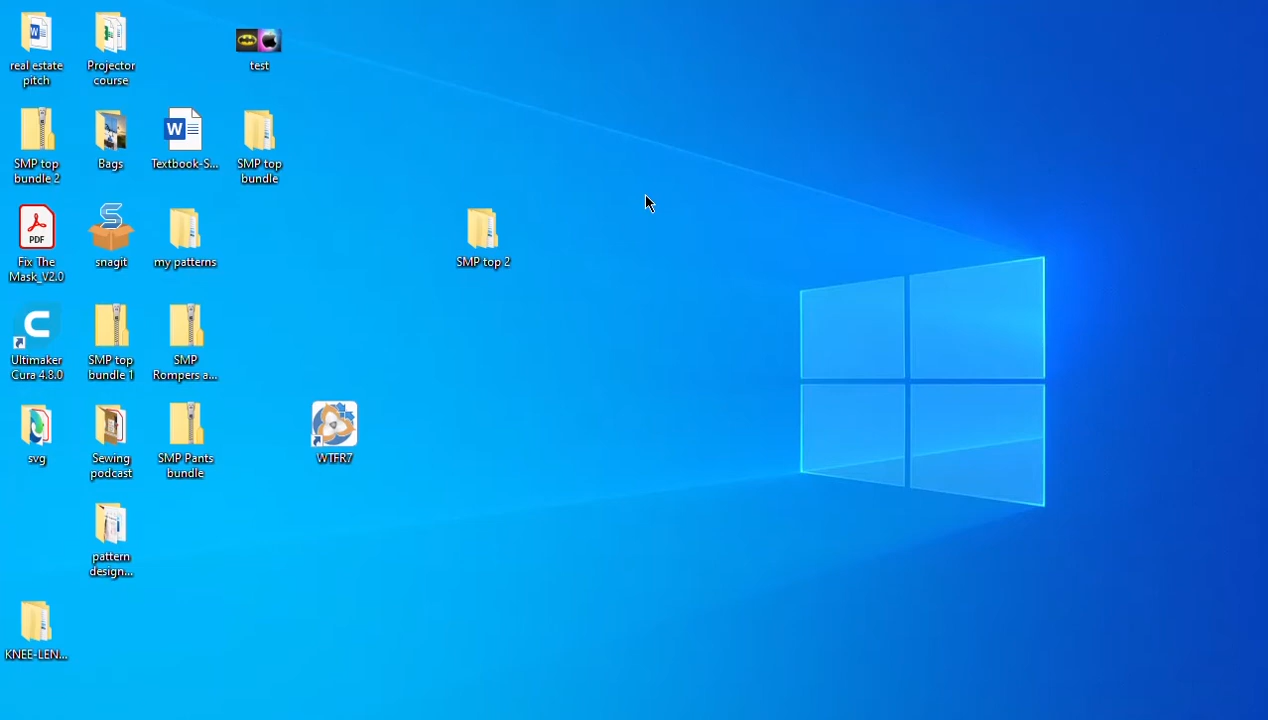 real estate
pitch
Projector
course
test
SMP top
bundle 2
Bags
W
Textbook-S...
SMP top
bundle
PDF
Fix The
Mask_V2.0
S
snagit
my patterns
SMP top 2
C
Ultimaker
Cura 4.8.0
SMP top
bundle 1
SMP
Rompers a...
svg
Sewing
podcast
SMP Pants
bundle
WTFR7
pattern
design...
KNEE-LEN...